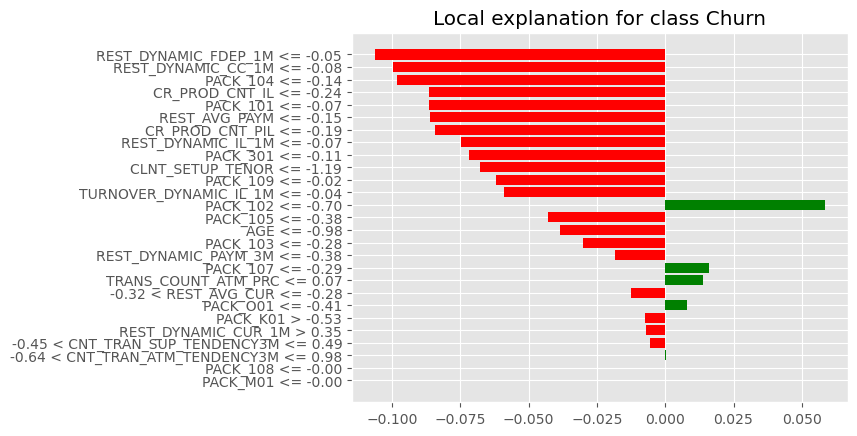 Local explanation for class Churn
REST_DYNAMIC_FDEP_1M <= -0.05
REST_DYNAMIC_CC_1M <= -0.08
PACK_104 <= -0.14
CR_PROD_CNT_IL <= -0.24
PACK_101 <= -0.07
REST_AVG_PAYM <= -0.15
CR_PROD_CNT_PIL <= -0.19
REST_DYNAMIC_IL_1M <= -0.07
PACK_301 <= -0.11
CLNT_SETUP_TENOR <= -1.19
PACK_109 <= -0.02
TURNOVER_DYNAMIC_IL_1M <= -0.04
PACK_102 <= -0.70
PACK_105 <= -0.38
AGE <= -0.98
PACK_103 <= -0.28
REST_DYNAMIC_PAYM_3M <= -0.38
PACK_107 <= -0.29
TRANS_COUNT_ATM_PRC <= 0.07
-0.32 < REST_AVG_CUR <= -0.28
PACK_O01 <= -0.41
PACK_K01 > -0.53
REST_DYNAMIC_CUR_1M > 0.35
-0.45 < CNT_TRAN_SUP_TENDENCY3M <= 0.49
-0.64 < CNT_TRAN_ATM_TENDENCY3M <= 0.98
PACK_108 <= -0.00
PACK_M01 <= -0.00
−0.100 −0.075 −0.050 −0.025 0.000 0.025 0.050